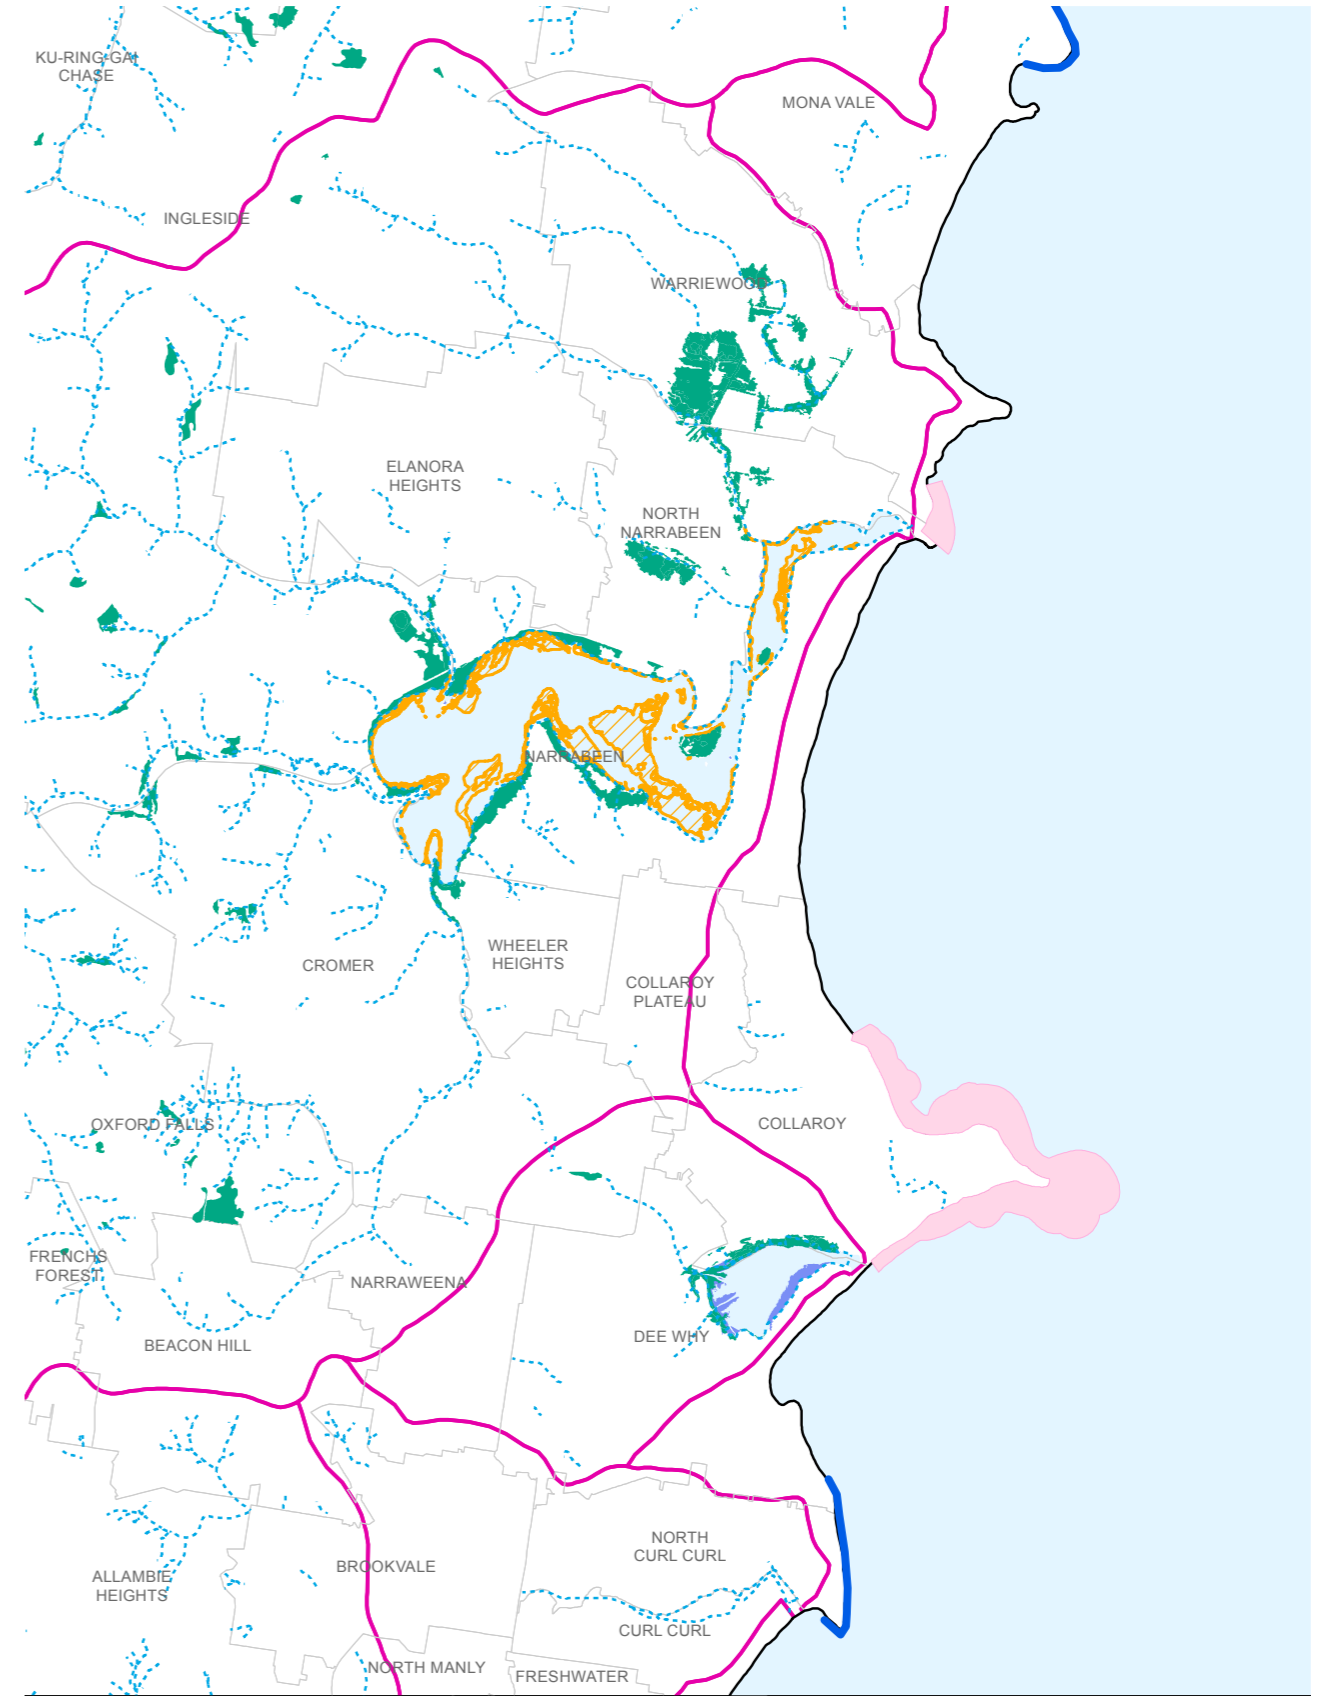 KU-RING-GAI
CHASE
MONA VALE
INGLESIDE
WARRIEWOOD
ELANORA
HEIGHTS
NORTH
NARRABEEN
NARRABEEN
WHEELER
HEIGHTS
CROMER
COLLAROY
PLATEAU
OXFORD FALLS
COLLAROY
FRENCHS
FOREST
NARRAWEENA
DEE WHY
BEACON HILL
NORTH
CURL CURL
BROOKVALE
ALLAMBIE
HEIGHTS
CURL CURL
NORTH MANLY
FRESHWATER